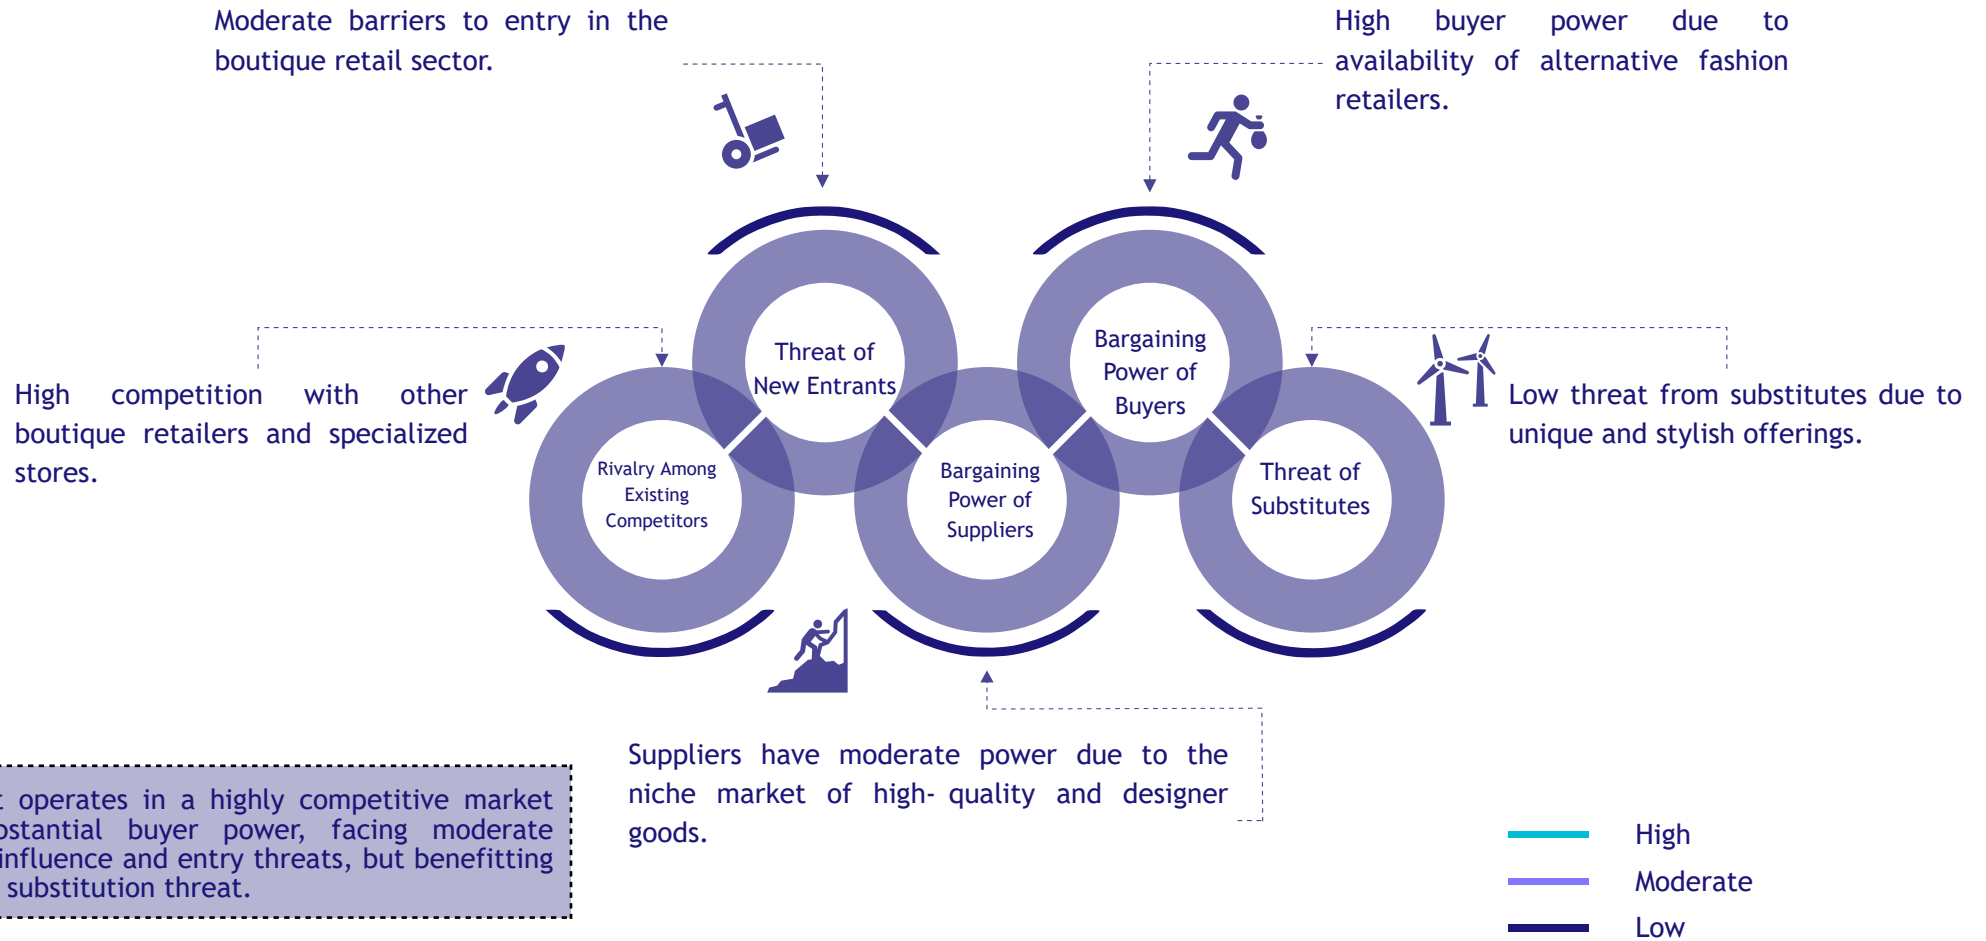 Moderate barriers to entry in the
boutique retail sector.
High buyer power due to
availability of alternative fashion
retailers.
High competition with other
boutique retailers and specialized
stores.
Threat of
New Entrants
Bargaining
Power of
Buyers
Rivalry Among
Existing
Competitors
Bargaining
Power of
Suppliers
Threat of
Substitutes
Low threat from substitutes due to
unique and stylish offerings.
Suppliers have moderate power due to the
niche market of high- quality and designer
goods.
operates in a highly competitive market
buyer power, facing moderate
influence and entry threats, but benefitting
substitution threat.
High
Moderate
Low